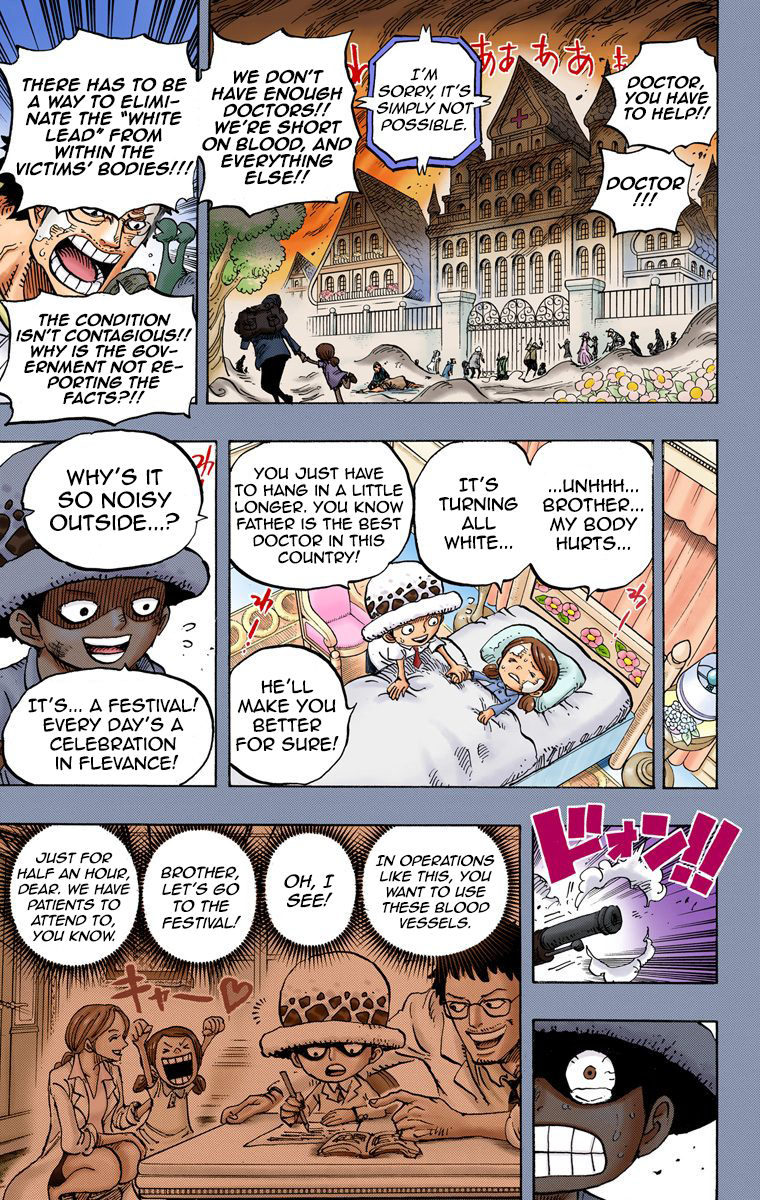 DOCTOR,
YOU HAVE
TO HELP!!
DOCTOR
!!!
I'M
SORRY, IT'S
SIMPLY NOT
POSSIBLE.
WE DON'T
HAVE ENOUGH
DOCTORS!!
WE'RE SHORT
ON BLOOD, AND
EVERYTHING
ELSE!!
THERE HAS TO BE
A WAY TO ELIMI-
NATE THE "WHITE
LEAD" FROM
WITHIN THE
VICTIMS' BODIES!!!
THE CONDITION
ISN'T CONTAGIOUS!!
WHY IS THE GOV-
ERNMENT NOT RE-
PORTING THE
FACTS?!!
...UNHHH...
BROTHER...
MY BODY
HURTS...
IT'S
TURNING
ALL
WHITE...
YOU JUST HAVE
TO HANG IN A LITTLE
LONGER. YOU KNOW
FATHER IS THE BEST
DOCTOR IN THIS
COUNTRY!
HE'LL
MAKE YOU
BETTER
FOR SURE!
WHY'S IT
SO NOISY
OUTSIDE...?
IT'S... A FESTIVAL!
EVERY DAY'S A
CELEBRATION
IN FLEVANCE!
ドォン!!
IN OPERATIONS
LIKE THIS, YOU
WANT TO USE
THESE BLOOD
VESSELS.
OH, I
SEE!
BROTHER,
LET'S GO
TO THE
FESTIVAL!
JUST FOR
HALF AN HOUR,
DEAR. WE HAVE
PATIENTS TO
ATTEND TO,
YOU KNOW.
キャー♡